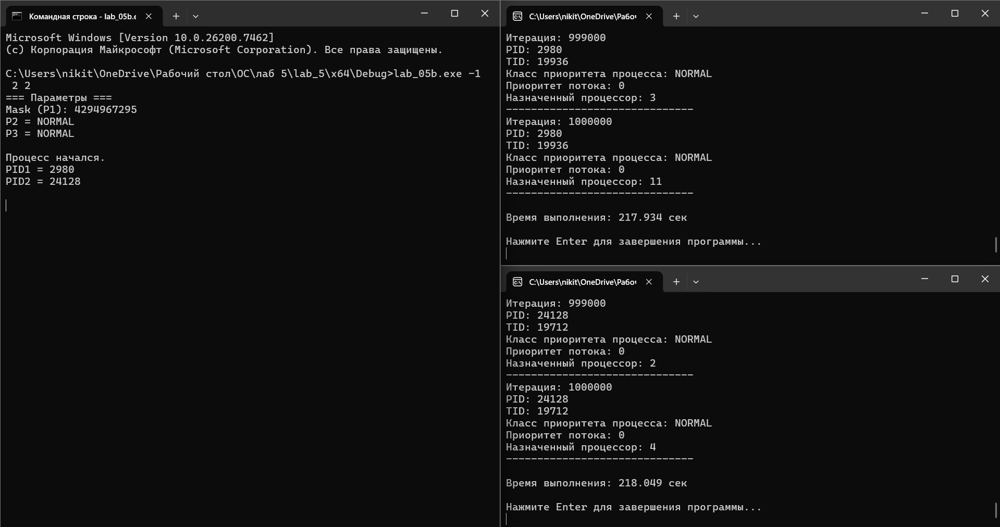 Командная строка - lab_05b.e
Microsoft Windows [Version 10.0.26200.7462]
(c) Корпорация Майкрософт (Microsoft Corporation). Все права защищены.
C:\Users\nikit\OneDrive\Рабочий стол\ОС\лаб 5\lab_5\x64\Debug>lab_05b.exe -1
2 2
=== Параметры ===
Mask (P1): 4294967295
P2 = NORMAL
P3 = NORMAL
Процесс начался.
PID1 = 2980
PID2 = 24128
C:\Users\nikit\OneDrive\Рабоч
Итерация: 999000
PID: 2980
TID: 19936
Класс приоритета процесса: NORMAL
Приоритет потока: 0
Назначенный процессор: 3
------------------------------
Итерация: 1000000
PID: 2980
TID: 19936
Класс приоритета процесса: NORMAL
Приоритет потока: 0
Назначенный процессор: 11
------------------------------
Время выполнения: 217.934 сек
Нажмите Enter для завершения программы...
C:\Users\nikit\OneDrive\Рабоч
Итерация: 999000
PID: 24128
TID: 19712
Класс приоритета процесса: NORMAL
Приоритет потока: 0
Назначенный процессор: 2
------------------------------
Итерация: 1000000
PID: 24128
TID: 19712
Класс приоритета процесса: NORMAL
Приоритет потока: 0
Назначенный процессор: 4
------------------------------
Время выполнения: 218.049 сек
Нажмите Enter для завершения программы...